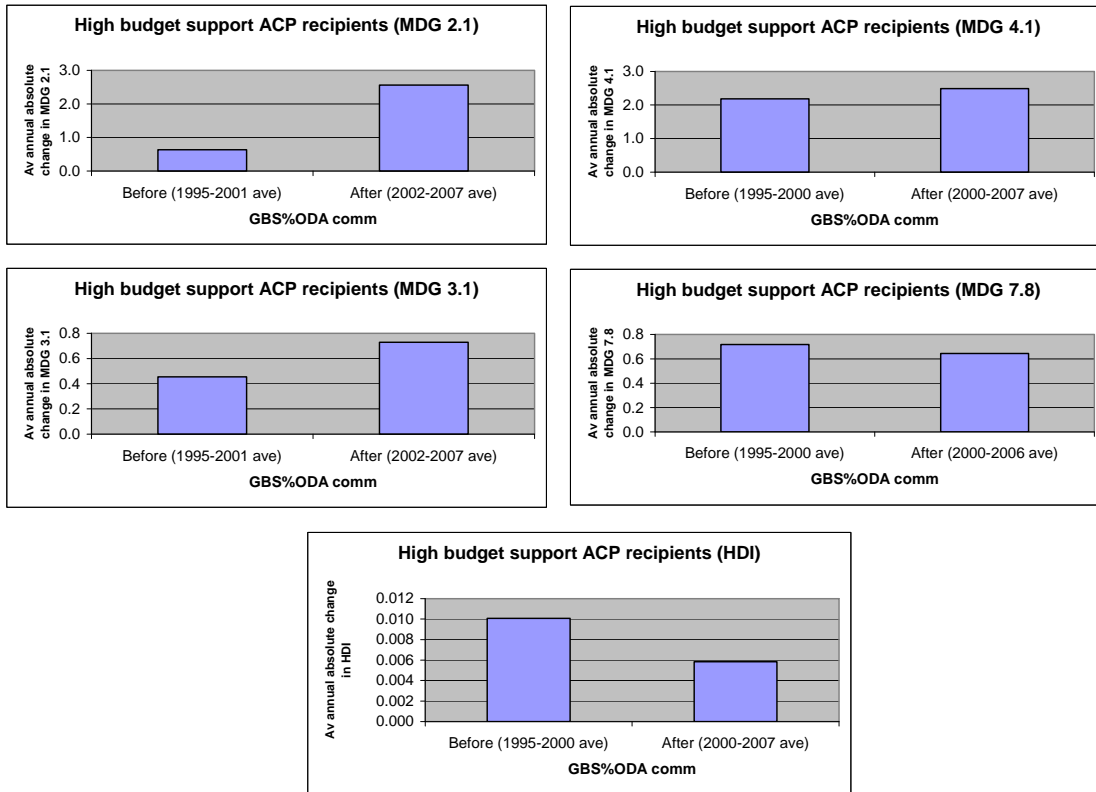 High budget support ACP recipients (MDG 2.1)
Av annual absolute
change in MDG 2.1
3.0
2.0
1.0
0.0
Before (1995-2001 ave)
After (2002-2007 ave)
GBS%ODA comm
High budget support ACP recipients (MDG 4.1)
Av annual absolute
change in MDG 4.1
3.0
2.0
1.0
0.0
Before (1995-2000 ave)
After (2000-2007 ave)
GBS%ODA comm
High budget support ACP recipients (MDG 3.1)
Av annual absolute
change in MDG 3.1
0.8
0.6
0.4
0.2
0.0
Before (1995-2001 ave)
After (2002-2007 ave)
GBS%ODA comm
High budget support ACP recipients (MDG 7.8)
Av annual absolute
change in MDG 7.8
0.8
0.6
0.4
0.2
0.0
Before (1995-2000 ave)
After (2000-2006 ave)
GBS%ODA comm
High budget support ACP recipients (HDI)
Av annual absolute change
in HDI
0.012
0.010
0.008
0.006
0.004
0.002
0.000
Before (1995-2000 ave)
After (2000-2007 ave)
GBS%ODA comm